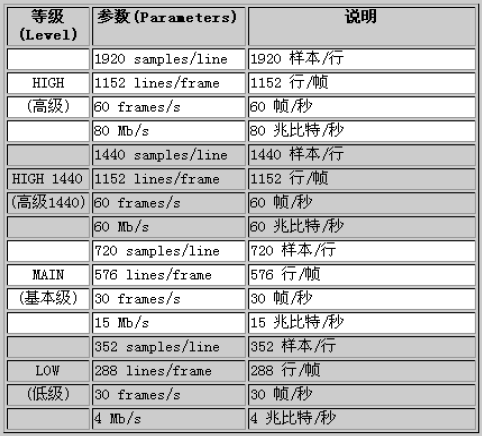 等级 参数(Parameters) 说明
(Level)
1920 samples/line 1920 样本/行
HIGH 1152 lines/frame 1152 行/帧
(高级) 60 frames/s 60 帧/秒
80 Mb/s 80 兆比特/秒
1440 samples/line 1440 样本/行
HIGH 1440 1152 lines/frame 1152 行/帧
(高级1440) 60 frames/s 60 帧/秒
60 Mb/s 60 兆比特/秒
720 samples/line 720 样本/行
MAIN 576 lines/frame 576 行/帧
(基本级) 30 frames/s 30 帧/秒
15 Mb/s 15 兆比特/秒
352 samples/line 352 样本/行
LOW 288 lines/frame 288 行/帧
(低级) 30 frames/s 30 帧/秒
4 Mb/s 4 兆比特/秒